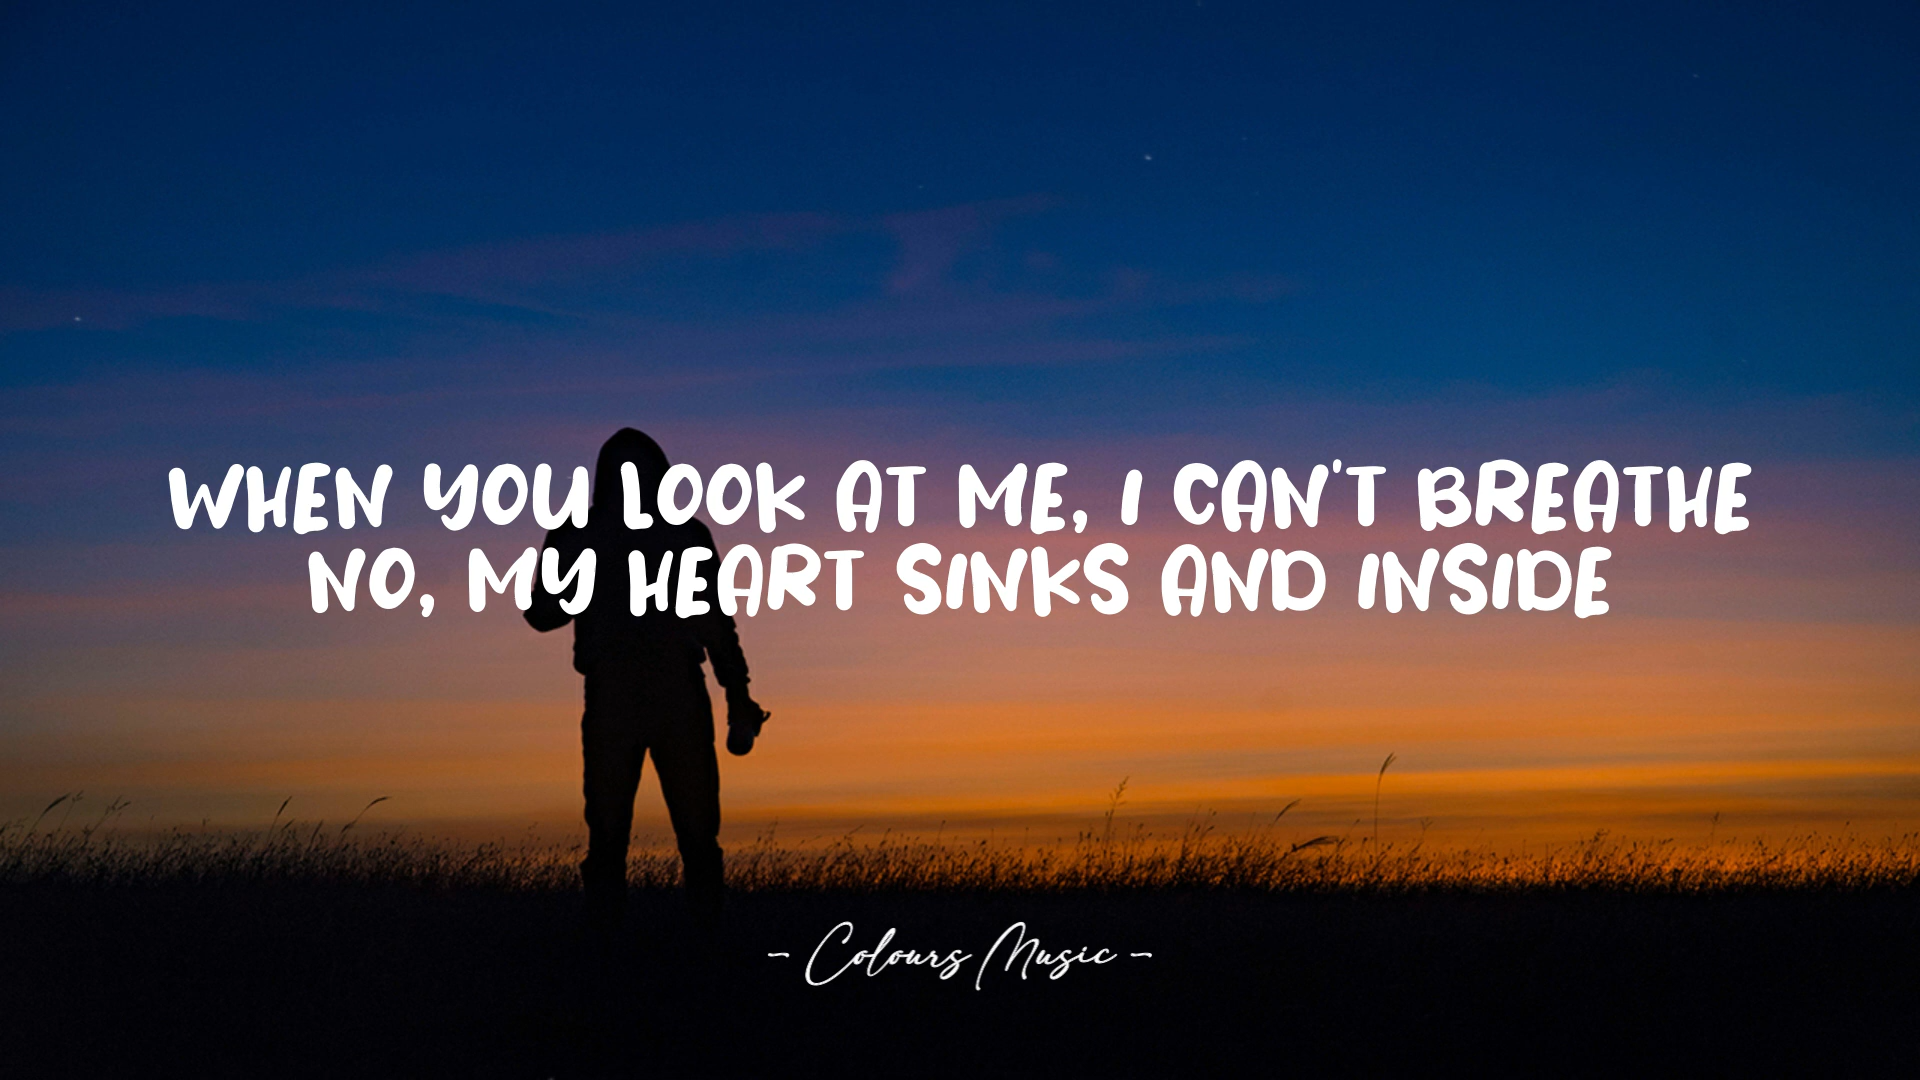 WHEN YOU LOOK AT ME, I CAN'T BREATHE
NO, MY HEART SINKS AND INSIDE
- Colours Music -